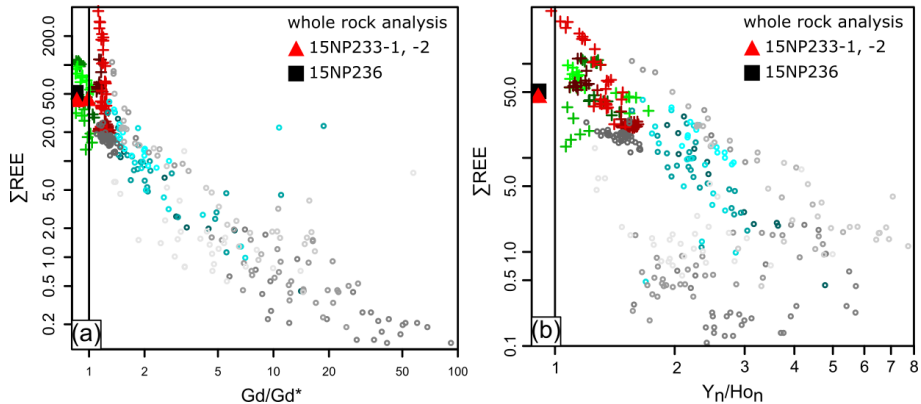 whole rock analysis
15NP233-1, -2
15NP236
200.0
50.0
20.0
5.0
2.0
1.0
0.5
0.2
ΣREE
(a)
1 2 5 10 20 50 100
Gd/Gd*
whole rock analysis
15NP233-1, -2
15NP236
50.0
5.0
1.0
0.5
0.1
ΣREE
(b)
1 2 3 4 5 6 7 8
Yn/Hon